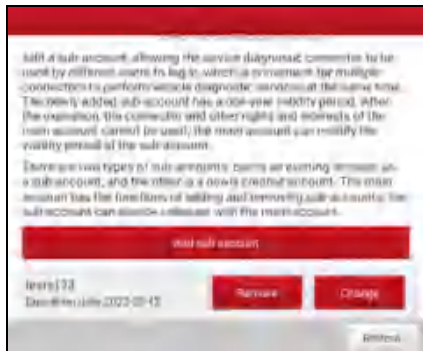 Add a sub-account, allowing the service diagnostic connector to be
used by different users to log in, which is convenient for multiple
connectors to perform vehicle diagnostic services at the same time.
The newly added sub-account has a one-year validity period. After
the expiration, the connector and other rights and interests of the
main account cannot be used, the main account can modify the
validity period of the sub-account.
There are two types of sub-accounts, one is an existing account as
a sub-account, and the other is a newly created account. The main
account has the functions of adding and removing sub-accounts, the
sub-account can also be released with the main account.
Add sub account
Remove
Change
Expiration date